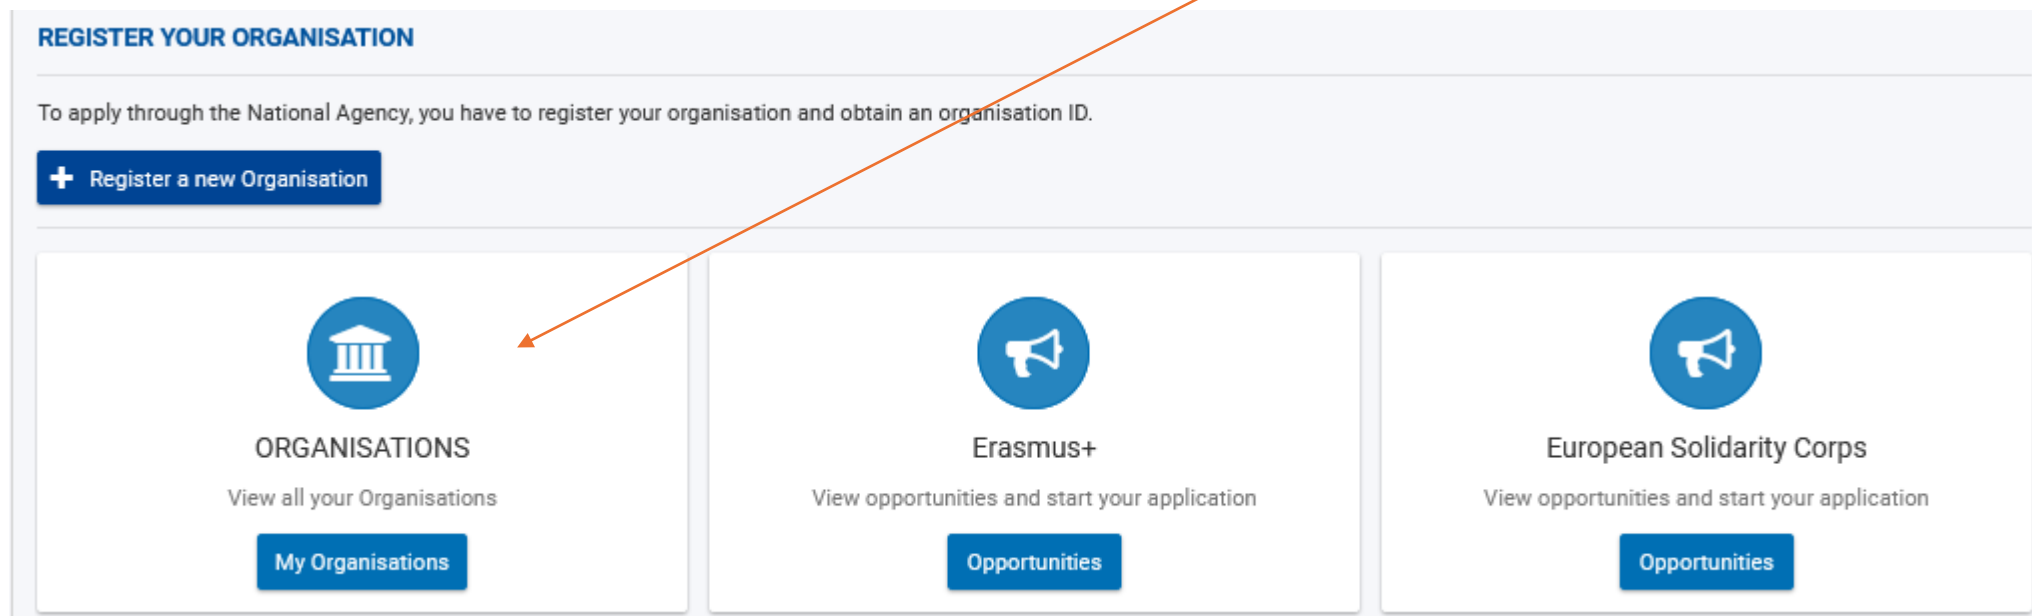 REGISTER YOUR ORGANISATION
To apply through the National Agency, you have to register your organisation and obtain an organisation ID.
Register a new Organisation
ORGANISATIONS
View all your Organisations
My Organisations
Erasmus+
View opportunities and start your application
Opportunities
European Solidarity Corps
View opportunities and start your application
Opportunities